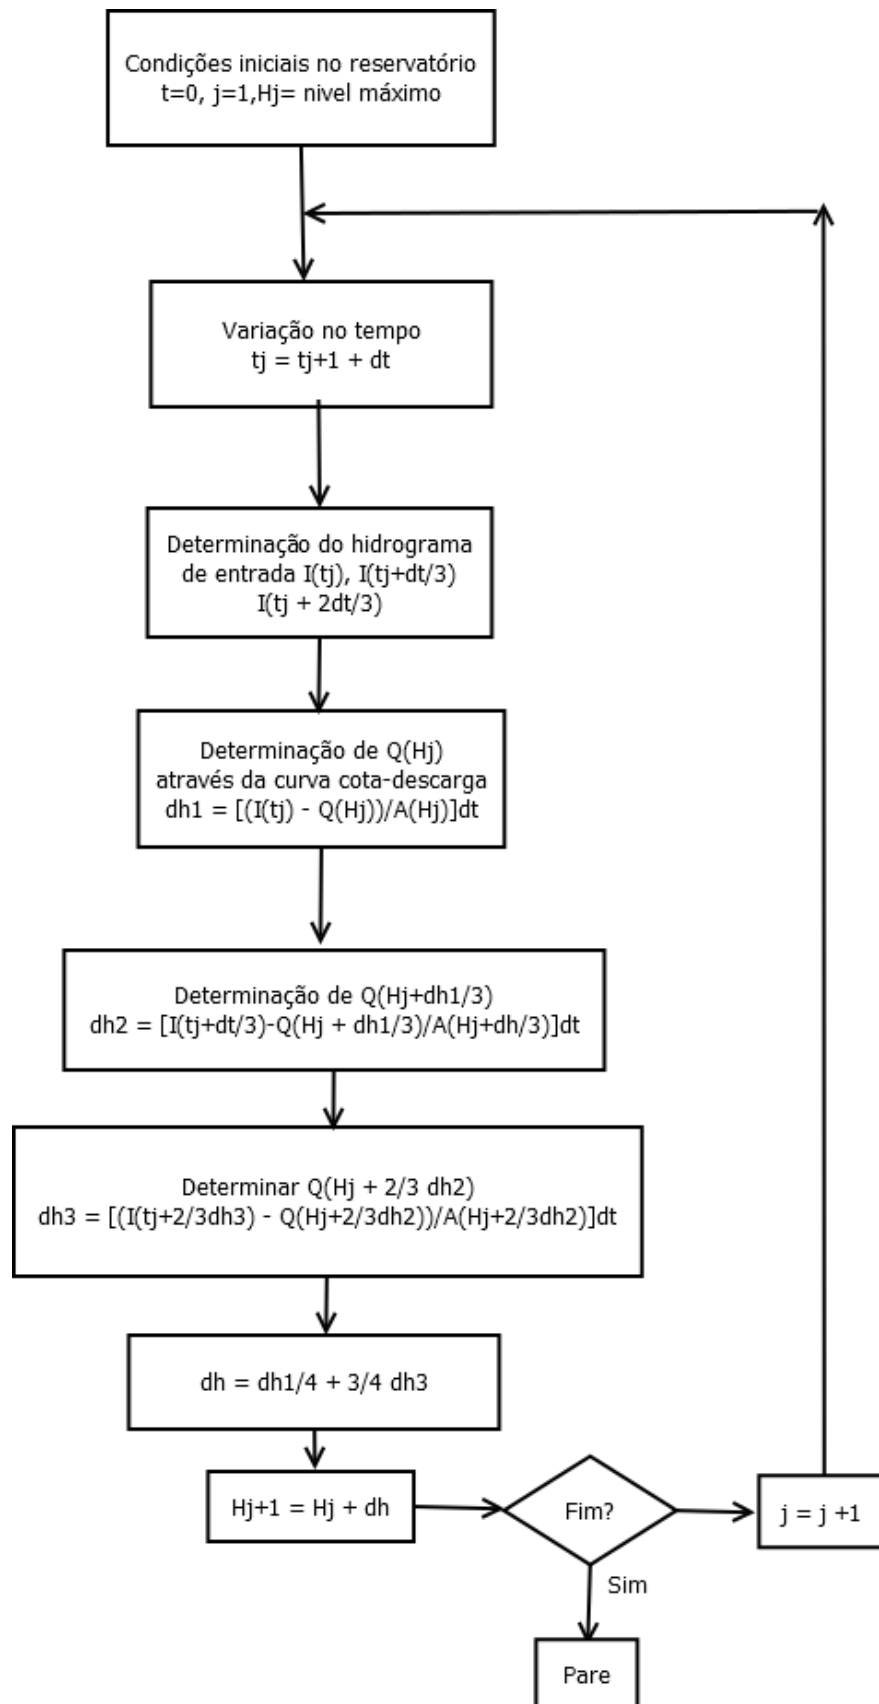 Condições iniciais no reservatório
t=0, j=1,Hj= nivel máximo
Variação no tempo
tj = tj+1 + dt
Determinação do hidrograma
de entrada I(tj), I(tj+dt/3)
I(tj + 2dt/3)
Determinação de Q(Hj)
através da curva cota-descarga
dh1 = [(I(tj) - Q(Hj))/A(Hj)]dt
Determinação de Q(Hj+dh1/3)
dh2 = [I(tj+dt/3)-Q(Hj + dh1/3)/A(Hj+dh/3)]dt
Determinar Q(Hj + 2/3 dh2)
dh3 = [(I(tj+2/3dh3) - Q(Hj+2/3dh2))/A(Hj+2/3dh2)]dt
dh = dh1/4 + 3/4 dh3
Hj+1 = Hj + dh
Fim?
j = j +1
Sim
Pare